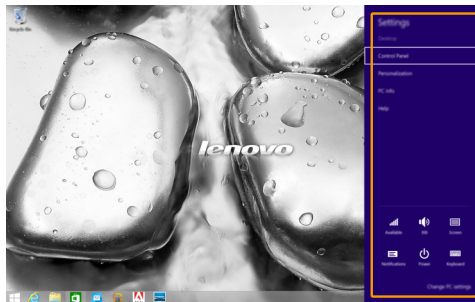 Recycle Bin
lenovo
Settings
Desktop
Control Panel
Personalization
PC info
Help
Available
Screen
Notifications
Power
Keyboard
Change PC settings